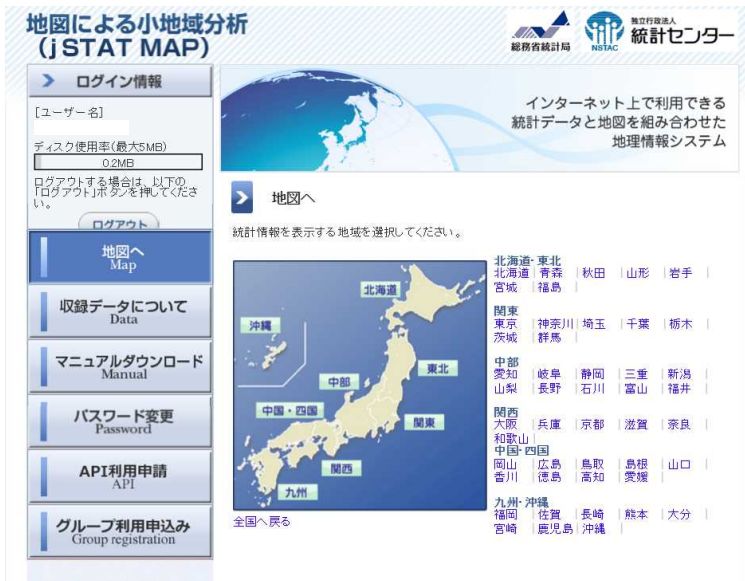 地図による小地域分析
(jSTAT MAP)
総務省統計局
NSTAC
独立行政法人
統計センター
ログイン情報
[ユーザー名]
ディスク使用率(最大5MB)
0.2MB
ログアウトする場合は、以下の
「ログアウト」ボタンを押してくださ
い。
ログアウト
地図へ
Map
収録データについて
Data
マニュアルダウンロード
Manual
パスワード変更
Password
API利用申請
API
グループ利用申込み
Group registration
インターネット上で利用できる
統計データと地図を組み合わせた
地理情報システム
地図へ
統計情報を表示する地域を選択してください。
北海道
沖縄
東北
中部
中国・四国
関東
関西
九州
全国へ戻る
北海道・東北
北海道|青森 |秋田 |山形 |岩手 |
宮城 |福島 |
関東
東京 |神奈川|埼玉 |千葉 |栃木 |
茨城 |群馬 |
中部
愛知 |岐阜 |静岡 |三重 |新潟 |
山梨 |長野 |石川 |富山 |福井 |
関西
大阪 |兵庫 |京都 |滋賀 |奈良 |
和歌山|
中国・四国
岡山 |広島 |鳥取 |島根 |山口 |
香川 |徳島 |高知 |愛媛 |
九州・沖縄
福岡 |佐賀 |長崎 |熊本 |大分 |
宮崎 |鹿児島|沖縄 |